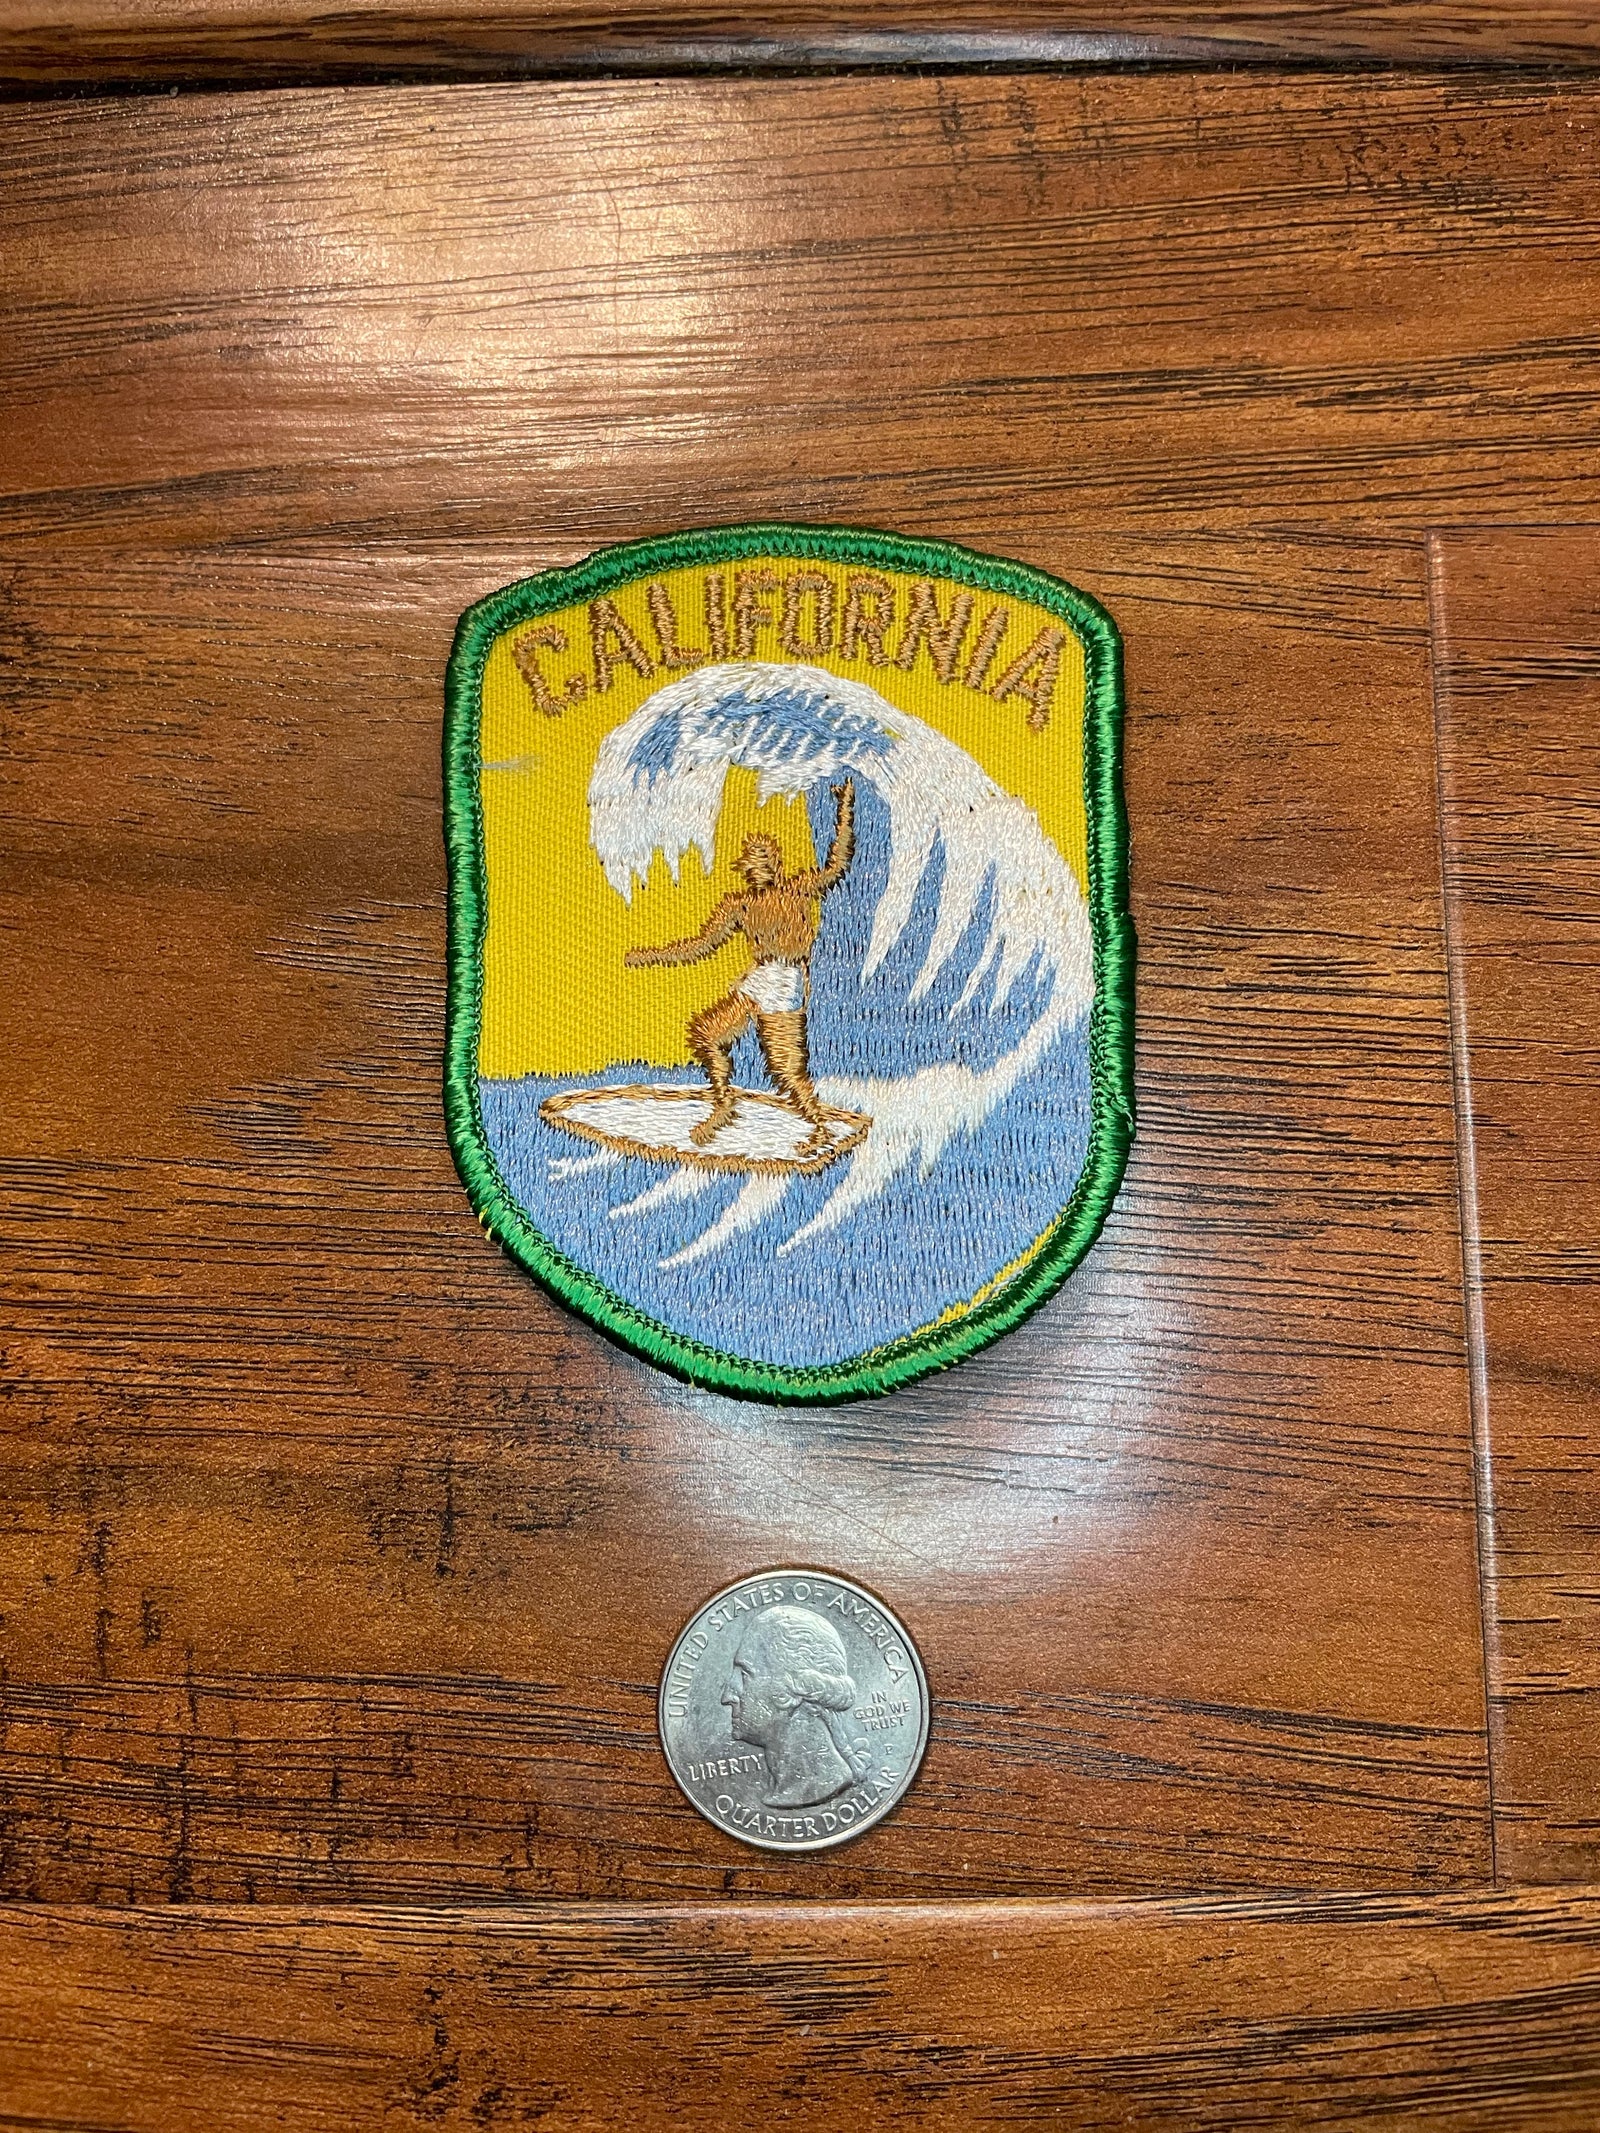 CALIFORNIA
UNITED STATES OF AMERICA
IN
GOD WE
TRUST
P
LIBERTY
QUARTER DOLLAR